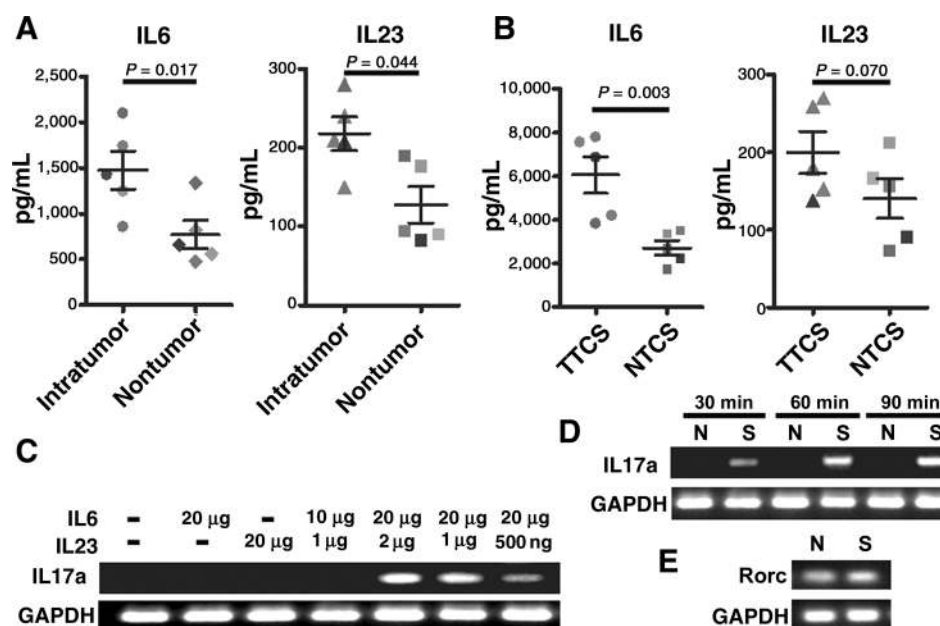 A
IL6
P = 0.017
2,500
2,000
1,500
1,000
500
0
pg/mL
Intratumor
Nontumor
IL23
P = 0.044
300
200
100
0
pg/mL
Intratumor
Nontumor
B
IL6
P = 0.003
10,000
8,000
6,000
4,000
2,000
0
pg/mL
TTCS
NTCS
IL23
P = 0.070
300
200
100
0
pg/mL
TTCS
NTCS
C
IL6 – 20 µg – 10 µg 20 µg 20 µg 20 µg
IL23 – – 20 µg 1 µg 2 µg 1 µg 500 ng
IL17a
GAPDH
D
30 min 60 min 90 min
N S N S N S
IL17a
GAPDH
E
N S
Rorc
GAPDH